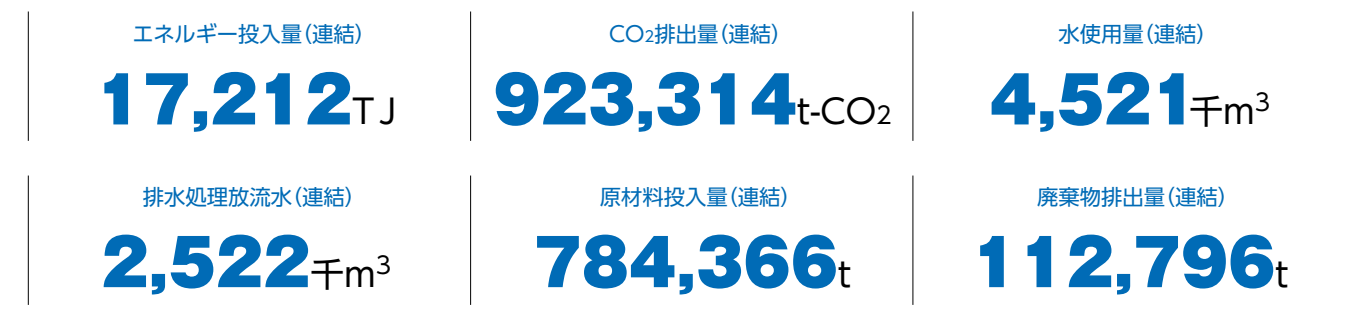 エネルギー投入量（連結）
17,212TJ
CO2排出量（連結）
923,314t-CO2
水使用量（連結）
4,521千m3
排水処理放流水（連結）
2,522千m3
原材料投入量（連結）
784,366t
廃棄物排出量（連結）
112,796t